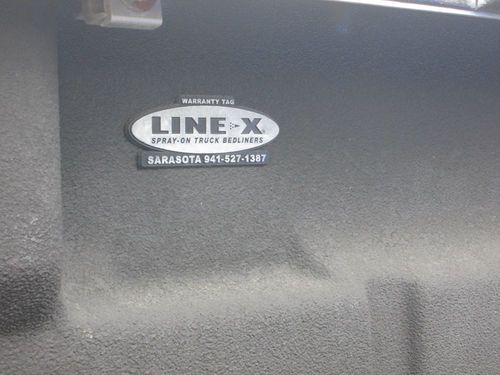 WARRANTY TAG
LINE-X
SPRAY-ON TRUCK BEDLINERS
SARASOTA 941-527-1387